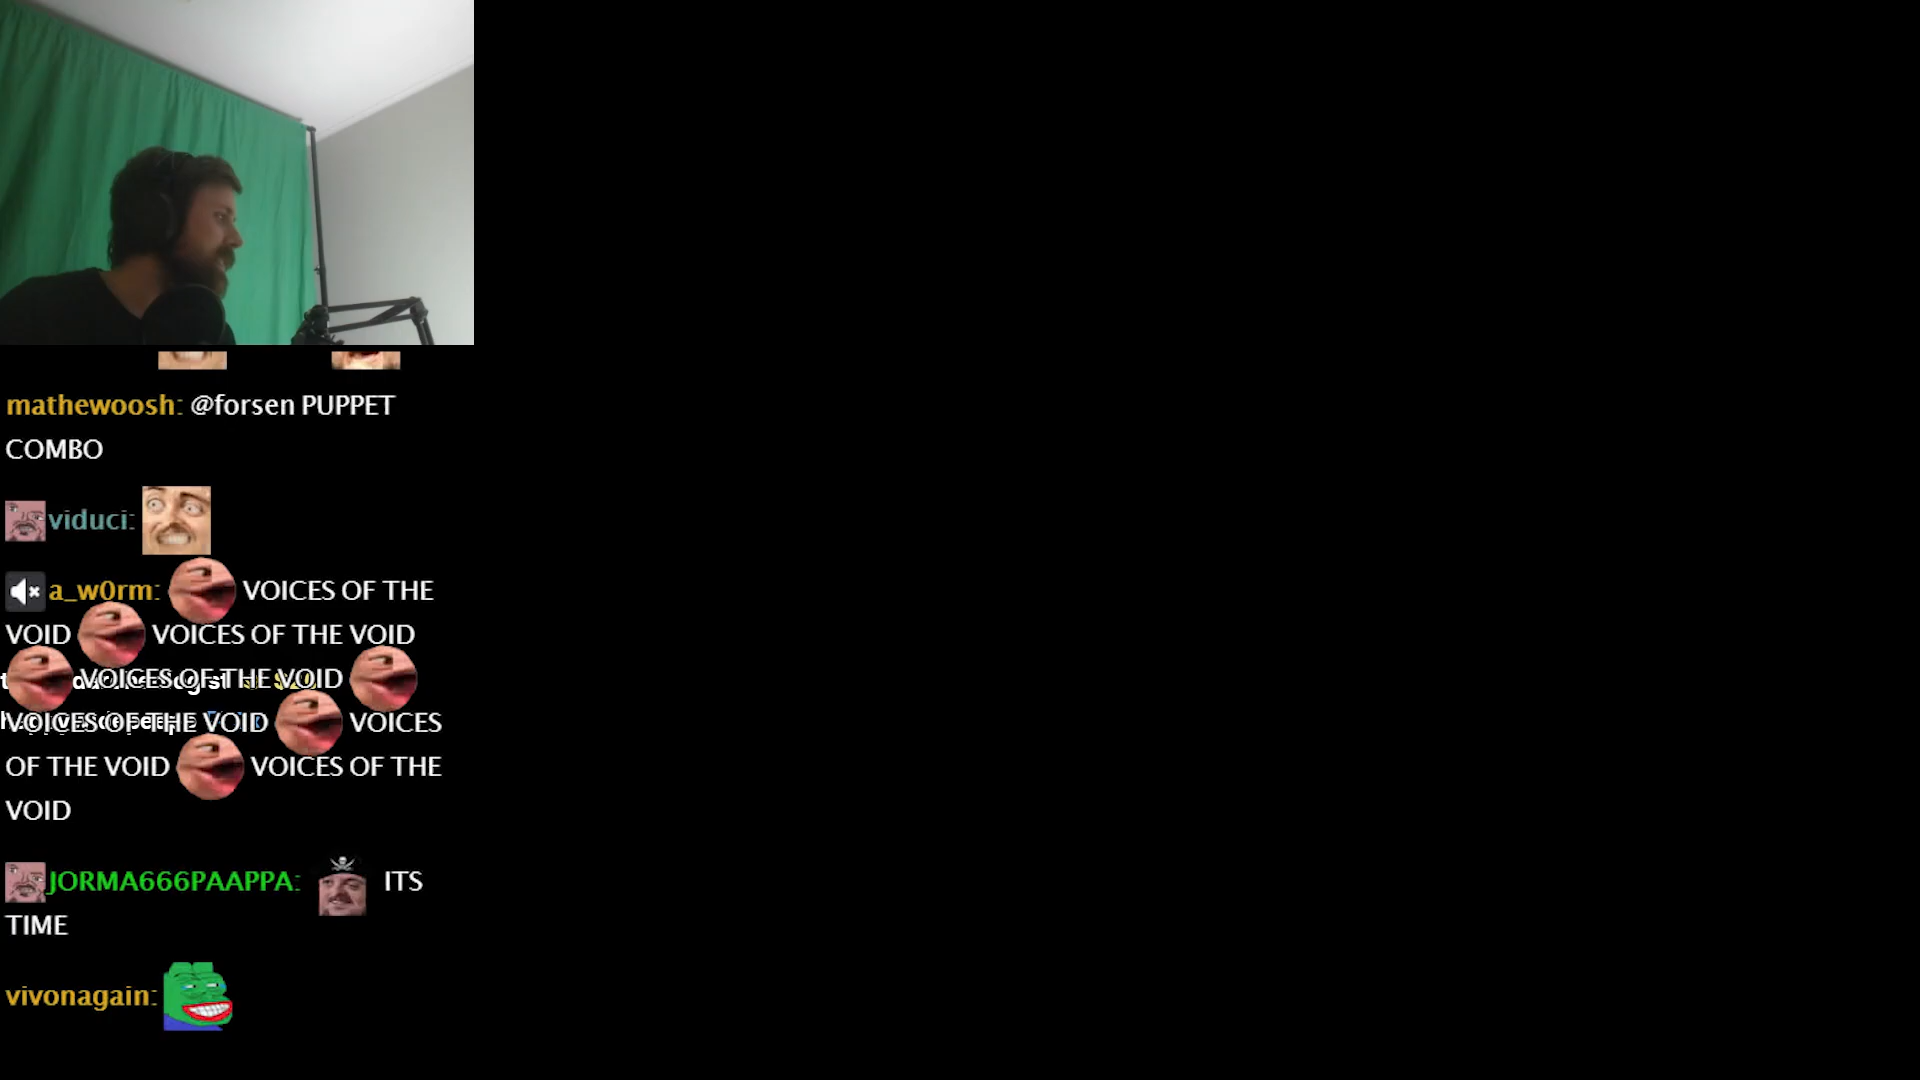 mathewoosh: @forsen PUPPET
COMBO
viduci:
a_w0rm: VOICES OF THE
VOID VOICES OF THE VOID
VOICES OF THE VOID
VOICES OF THE VOID VOICES
OF THE VOID VOICES OF THE
VOID
JORMA666PAAPPA: ITS
TIME
vivonagain: